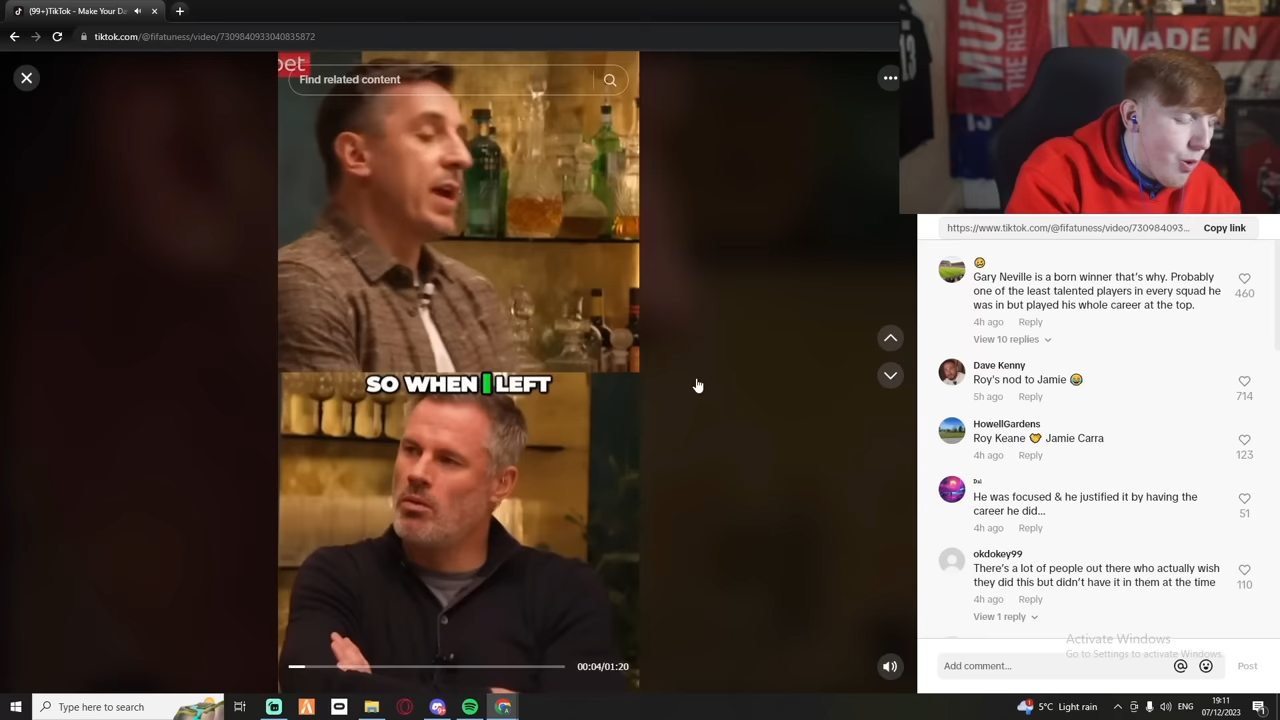 (99+)TikTok - Make Your Da
tiktok.com/@fifatuness/video/7309840933040835872
bet
Find related content
SO WHEN I LEFT
00:04/01:20
MUFC
THE RELIG
MADE IN
https://www.tiktok.com/@fifatuness/video/730984093...
Copy link
Gary Neville is a born winner that's why. Probably
one of the least talented players in every squad he
was in but played his whole career at the top.
460
4h ago Reply
View 10 replies
Dave Kenny
Roy's nod to Jamie 😂
714
5h ago Reply
HowellGardens
Roy Keane 🧡 Jamie Carra
123
4h ago Reply
He was focused & he justified it by having the
career he did...
51
4h ago Reply
okdokey99
There's a lot of people out there who actually wish
they did this but didn't have it in them at the time
110
4h ago Reply
View 1 reply
Activate Windows
Go to Settings to activate Windows.
Add comment...
@
Post
Type here to search
5°C Light rain
ENG
19:11
07/12/2023
1